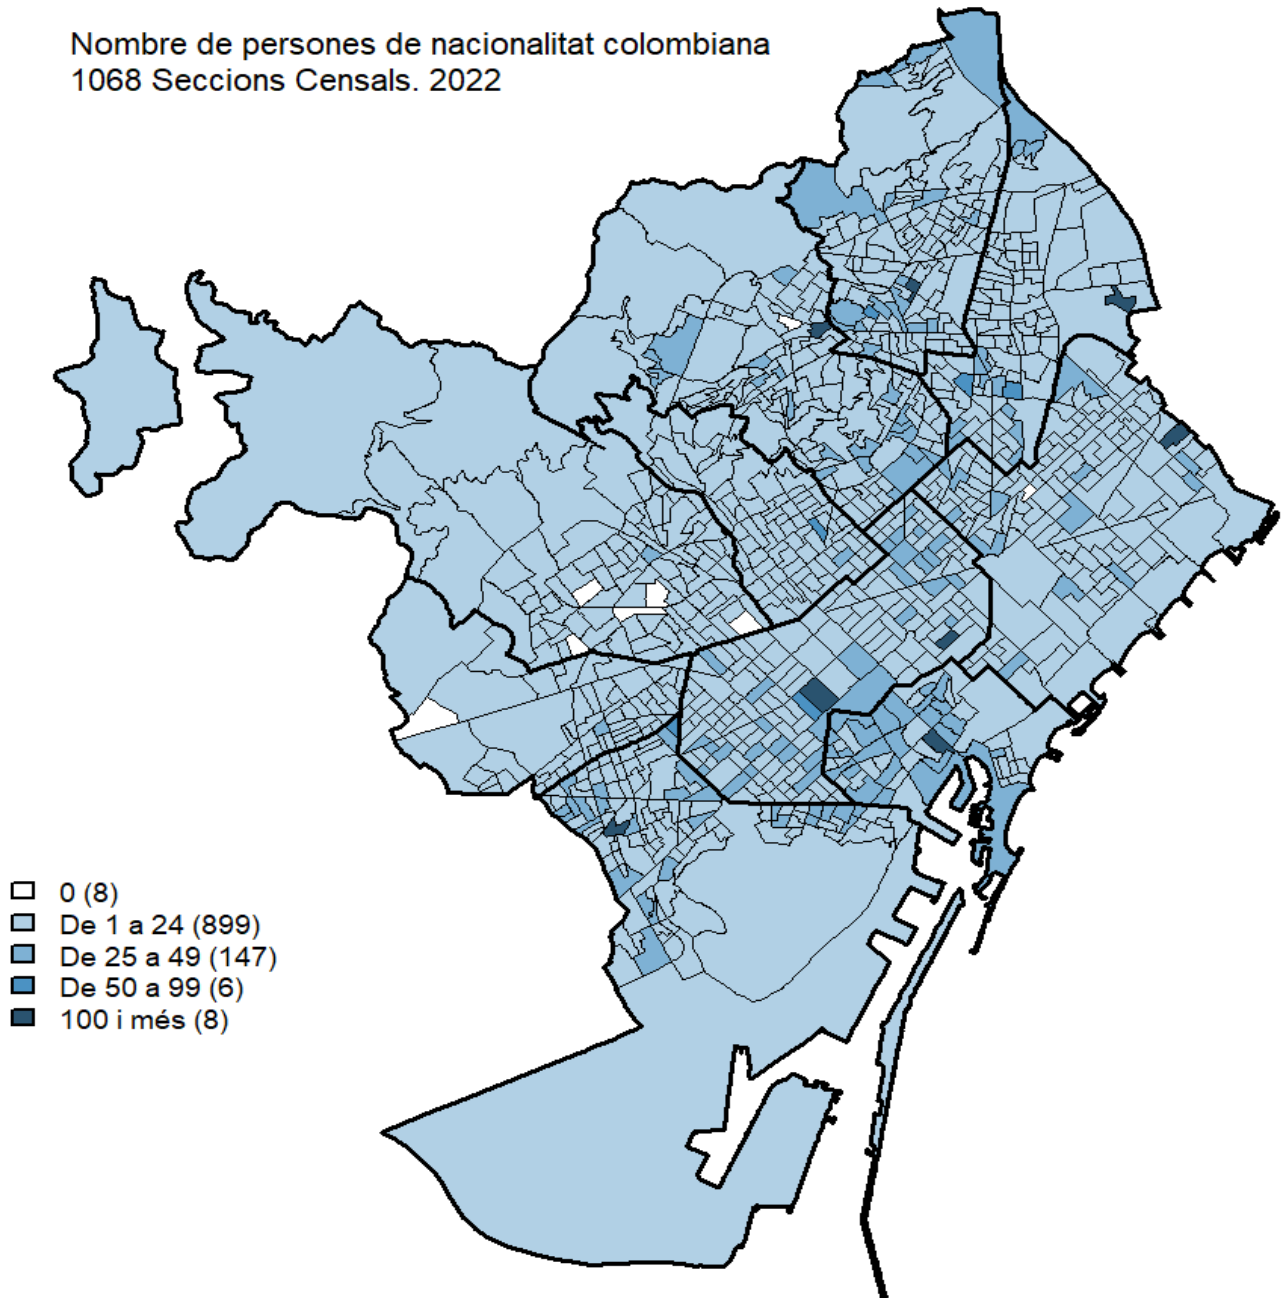 Nombre de persones de nacionalitat colombiana
1068 Seccions Censals. 2022
0 (8)
De 1 a 24 (899)
De 25 a 49 (147)
De 50 a 99 (6)
100 i més (8)